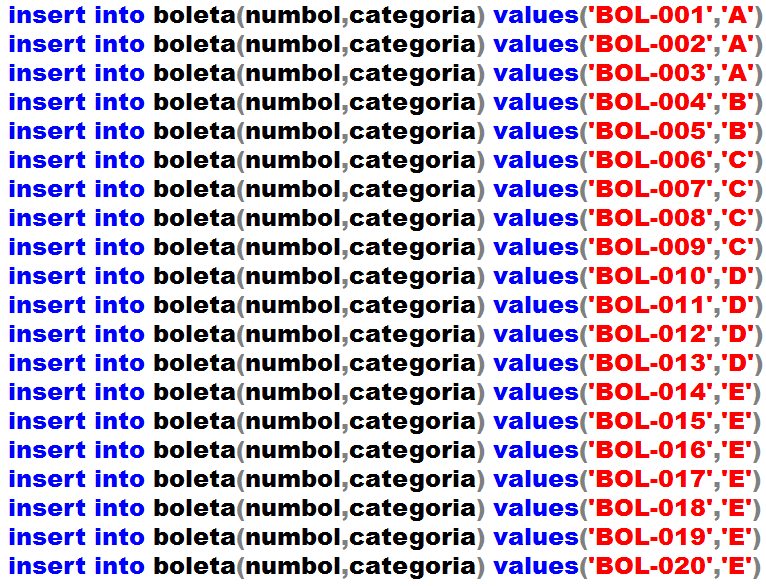 insert into boleta(numbol,categoria) values('BOL-001','A')
insert into boleta(numbol,categoria) values('BOL-002','A')
insert into boleta(numbol,categoria) values('BOL-003','A')
insert into boleta(numbol,categoria) values('BOL-004','B')
insert into boleta(numbol,categoria) values('BOL-005','B')
insert into boleta(numbol,categoria) values('BOL-006','C')
insert into boleta(numbol,categoria) values('BOL-007','C')
insert into boleta(numbol,categoria) values('BOL-008','C')
insert into boleta(numbol,categoria) values('BOL-009','C')
insert into boleta(numbol,categoria) values('BOL-010','D')
insert into boleta(numbol,categoria) values('BOL-011','D')
insert into boleta(numbol,categoria) values('BOL-012','D')
insert into boleta(numbol,categoria) values('BOL-013','D')
insert into boleta(numbol,categoria) values('BOL-014','E')
insert into boleta(numbol,categoria) values('BOL-015','E')
insert into boleta(numbol,categoria) values('BOL-016','E')
insert into boleta(numbol,categoria) values('BOL-017','E')
insert into boleta(numbol,categoria) values('BOL-018','E')
insert into boleta(numbol,categoria) values('BOL-019','E')
insert into boleta(numbol,categoria) values('BOL-020','E')